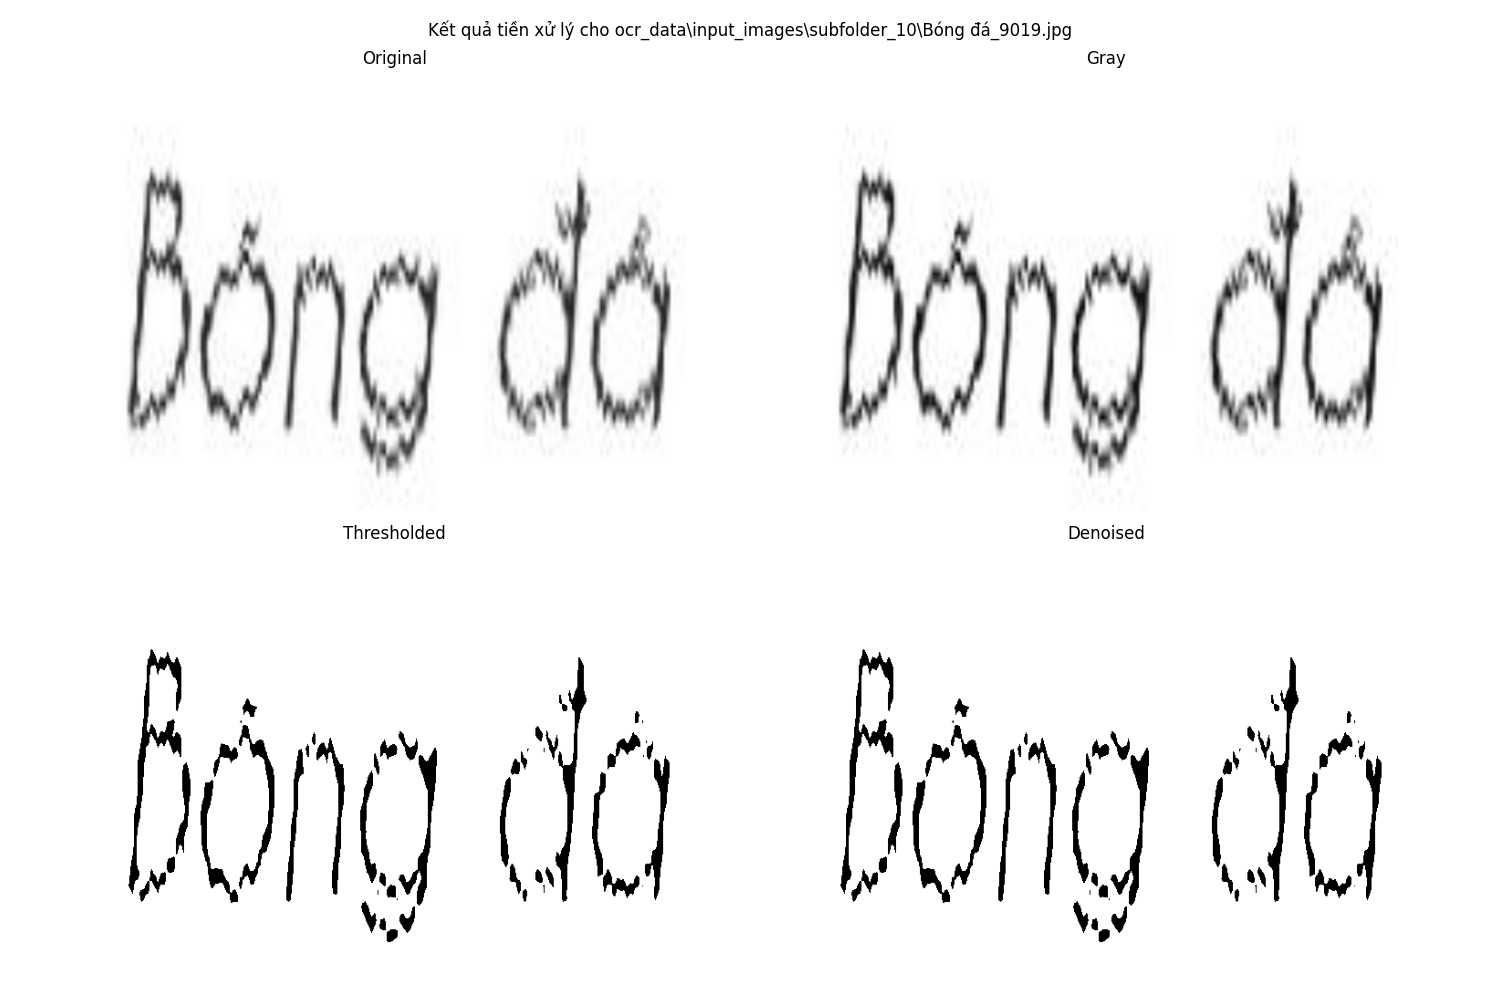 Kết quả tiền xử lý cho ocr_data\input_images\subfolder_10\Bóng đá_9019.jpg
Original
Gray
Bóng đá
Bóng đá
Thresholded
Denoised
Bóng đá
Bóng đá